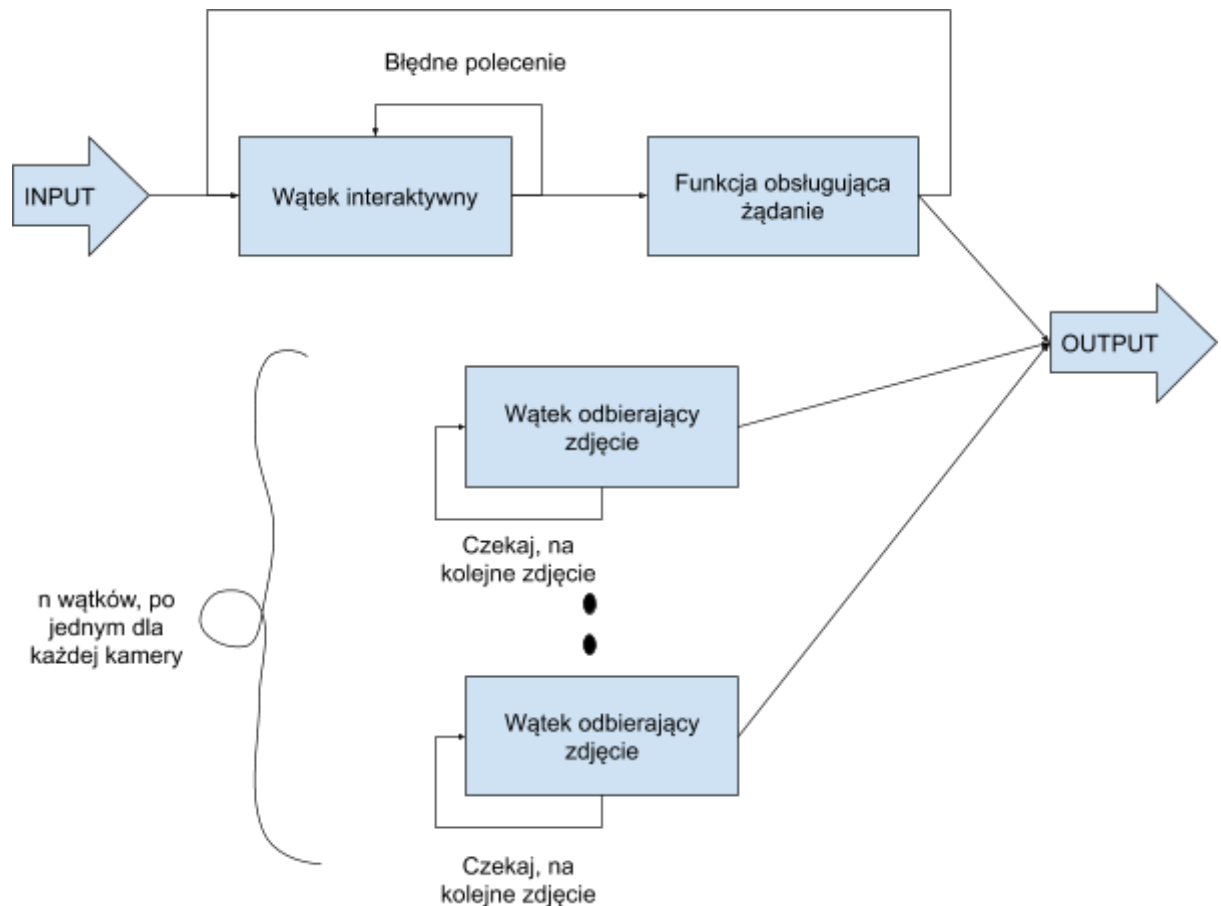 Błędne polecenie
INPUT
Wątek interaktywny
Funkcja obsługująca
żądanie
OUTPUT
Wątek odbierający
zdjęcie
Czekaj, na
kolejne zdjęcie
n wątków, po
jednym dla
każdej kamery
Wątek odbierający
zdjęcie
Czekaj, na
kolejne zdjęcie